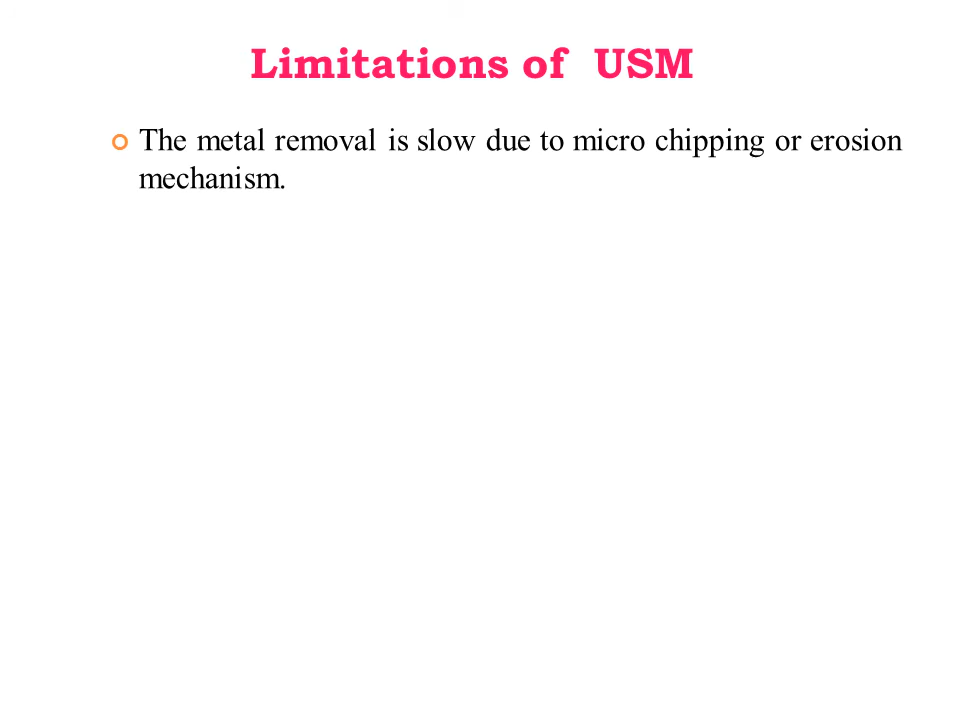 Limitations of USM
The metal removal is slow due to micro chipping or erosion
mechanism.